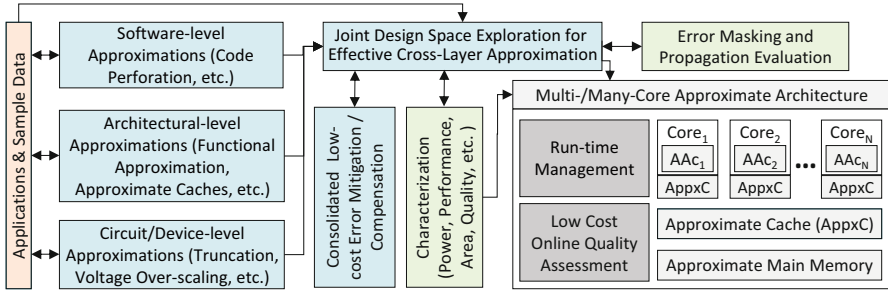 Applications & Sample Data
Software-level
Approximations (Code
Perforation, etc.)
Architectural-level
Approximations (Functional
Approximation,
Approximate Caches, etc.)
Circuit/Device-level
Approximations (Truncation,
Voltage Over-scaling, etc.)
Joint Design Space Exploration for
Effective Cross-Layer Approximation
Consolidated Low-
cost Error Mitigation /
Compensation
Characterization
(Power, Performance,
Area, Quality, etc. )
Error Masking and
Propagation Evaluation
Multi-/Many-Core Approximate Architecture
Run-time
Management
Low Cost
Online Quality
Assessment
Core1
AAc1
AppxC
Core2
AAc2
AppxC
...
CoreN
AAcN
AppxC
Approximate Cache (AppxC)
Approximate Main Memory